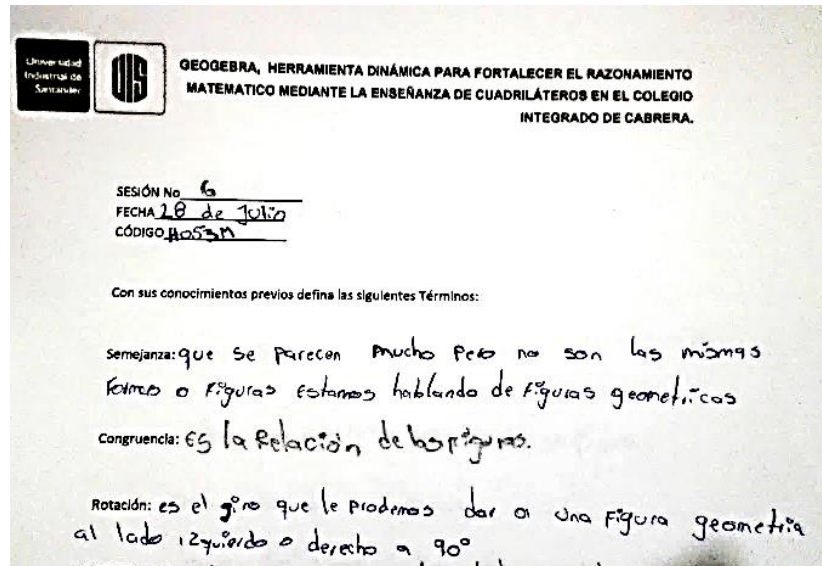 Universidad
Industrial de
Santander
UIS
GEOGEBRA, HERRAMIENTA DINÁMICA PARA FORTALECER EL RAZONAMIENTO
MATEMATICO MEDIANTE LA ENSEÑANZA DE CUADRILÁTEROS EN EL COLEGIO
INTEGRADO DE CABRERA.
SESIÓN No 6
FECHA 28 de Julio
CÓDIGO
Con sus conocimientos previos defina las siguientes Términos:
Semejanza: que se parecen mucho pero no son las mismas
formas o figuras estamos hablando de figuras geometricas
Congruencia: Es la Relación de las figuras.
Rotación: es el giro que le prodemos dar a una figura geometria
al lado izquierdo o derecho a 90°